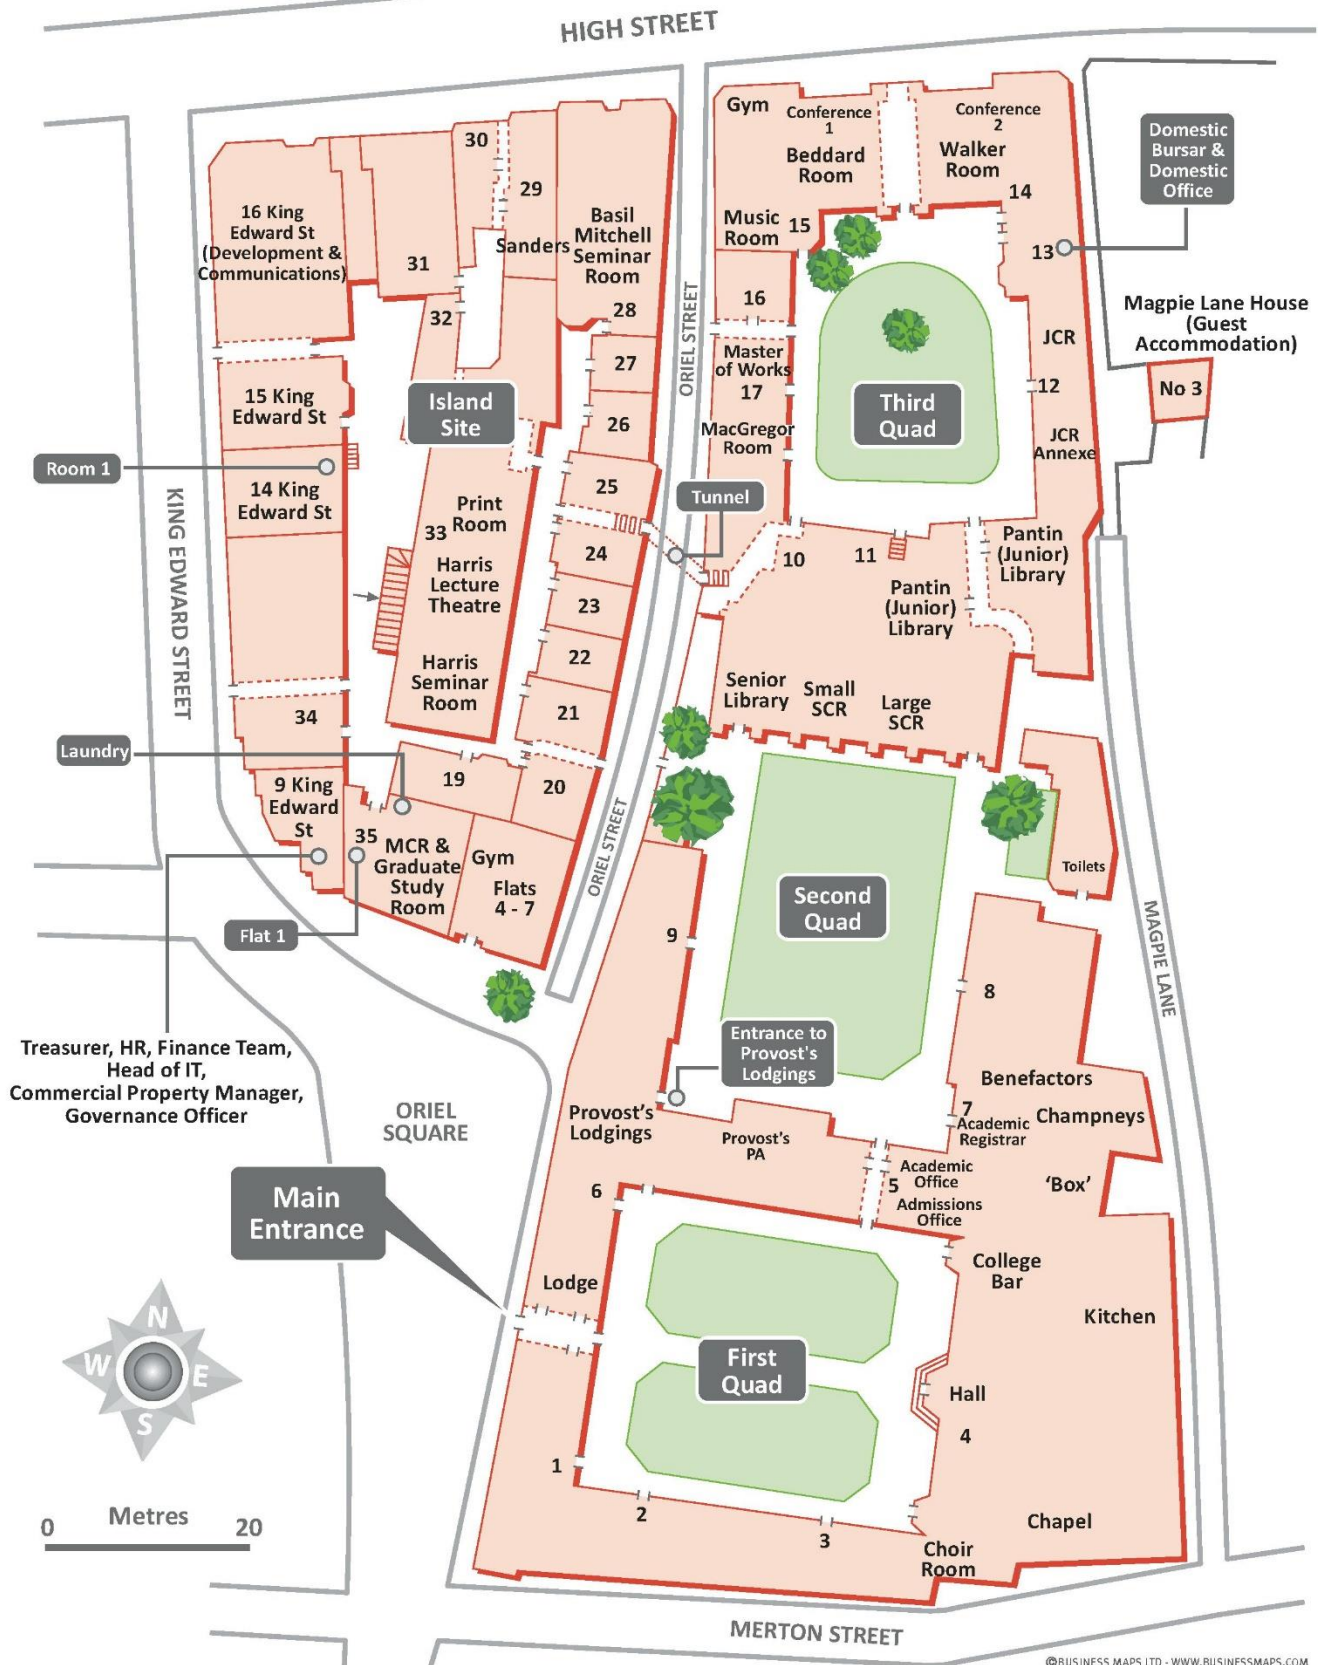 HIGH STREET
Gym
Conference
1
Beddard
Room
Conference
2
Walker
Room
14
Domestic
Bursar &
Domestic
Office
13
30
29
Sanders
Basil
Mitchell
Seminar
Room
28
16 King
Edward St
(Development &
Communications)
31
32
Music
Room
15
16
ORIEL STREET
Magpie Lane House
(Guest
Accommodation)
No 3
JCR
12
JCR
Annexe
27
26
25
Master
of Works
17
MacGregor
Room
Third
Quad
15 King
Edward St
Island
Site
Room 1
14 King
Edward St
KING EDWARD STREET
Print
Room
33
Harris
Lecture
Theatre
Harris
Seminar
Room
Tunnel
24
23
22
21
10
11
Pantin
(Junior)
Library
Pantin
(Junior)
Library
Senior
Library
Small
SCR
Large
SCR
34
Laundry
19
20
9 King
Edward
St
35
MCR &
Graduate
Study
Room
Gym
Flats
4 - 7
ORIEL STREET
Flat 1
Toilets
Second
Quad
9
8
MAGPIE LANE
Treasurer, HR, Finance Team,
Head of IT,
Commercial Property Manager,
Governance Officer
Entrance to
Provost's
Lodgings
Benefactors
Champneys
7
Academic
Registrar
ORIEL
SQUARE
Provost's
Lodgings
Provost's
PA
Academic
Office
5
Admissions
Office
'Box'
Main
Entrance
6
Lodge
College
Bar
Kitchen
First
Quad
Hall
4
N
W
E
S
1
2
3
Chapel
Choir
Room
Metres
0
20
MERTON STREET
©BUSINESS MAPS LTD - WWW.BUSINESSMAPS.COM